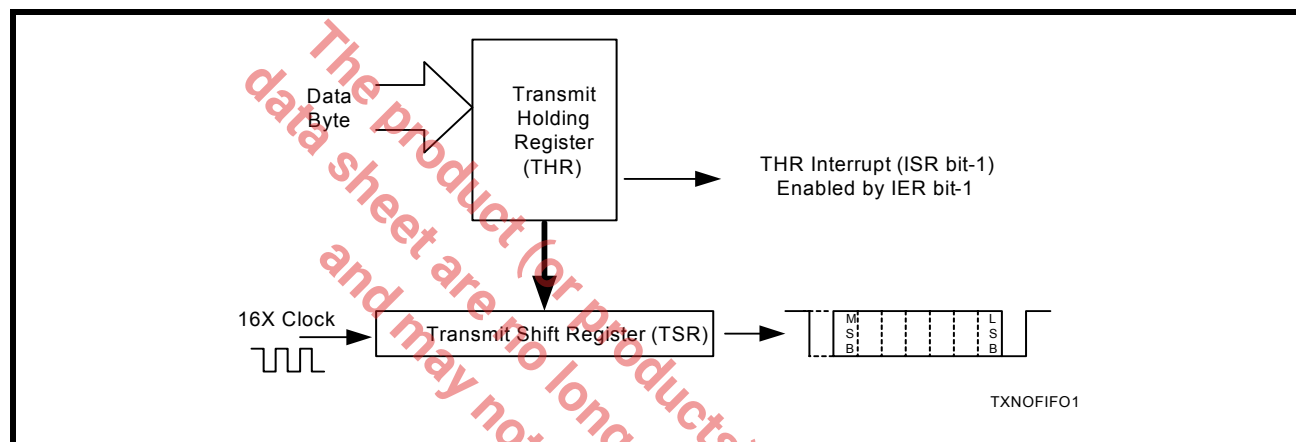 Data
Byte
Transmit
Holding
Register
(THR)
THR Interrupt (ISR bit-1)
Enabled by IER bit-1
16X Clock
Transmit Shift Register (TSR)
M
S
B
L
S
B
TXNOFIFO1
The product (or products)
data sheet are no long
and may not